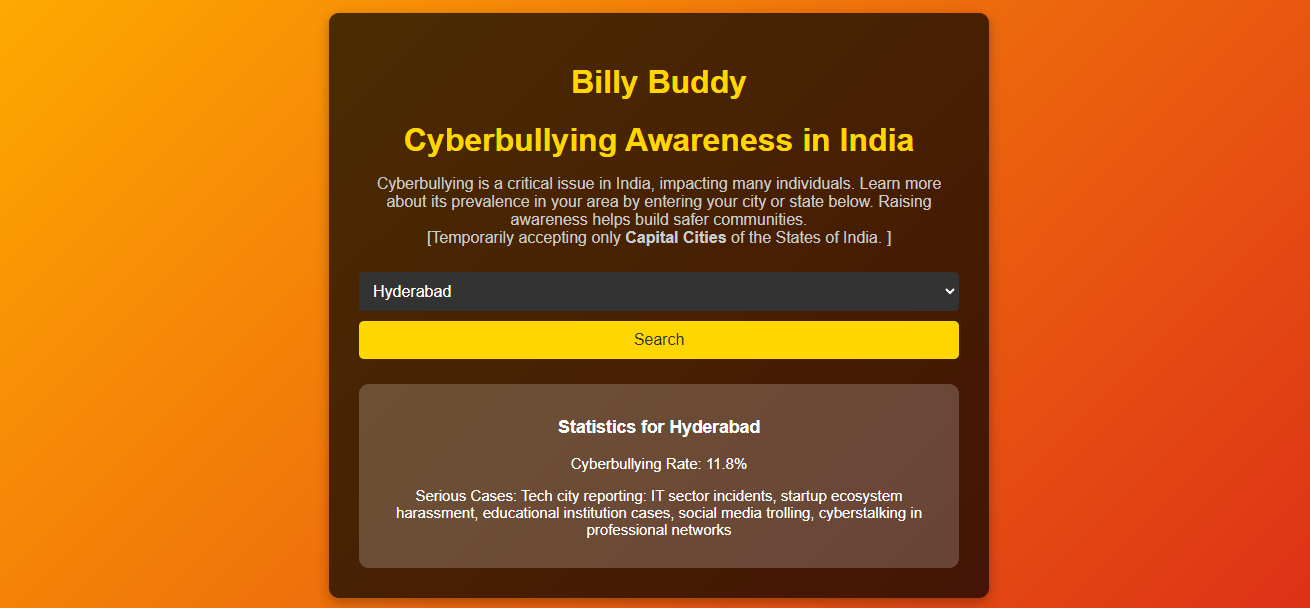 Billy Buddy
Cyberbullying Awareness in India
Cyberbullying is a critical issue in India, impacting many individuals. Learn more
about its prevalence in your area by entering your city or state below. Raising
awareness helps build safer communities.
[Temporarily accepting only Capital Cities of the States of India. ]
Hyderabad
Search
Statistics for Hyderabad
Cyberbullying Rate: 11.8%
Serious Cases: Tech city reporting: IT sector incidents, startup ecosystem
harassment, educational institution cases, social media trolling, cyberstalking in
professional networks